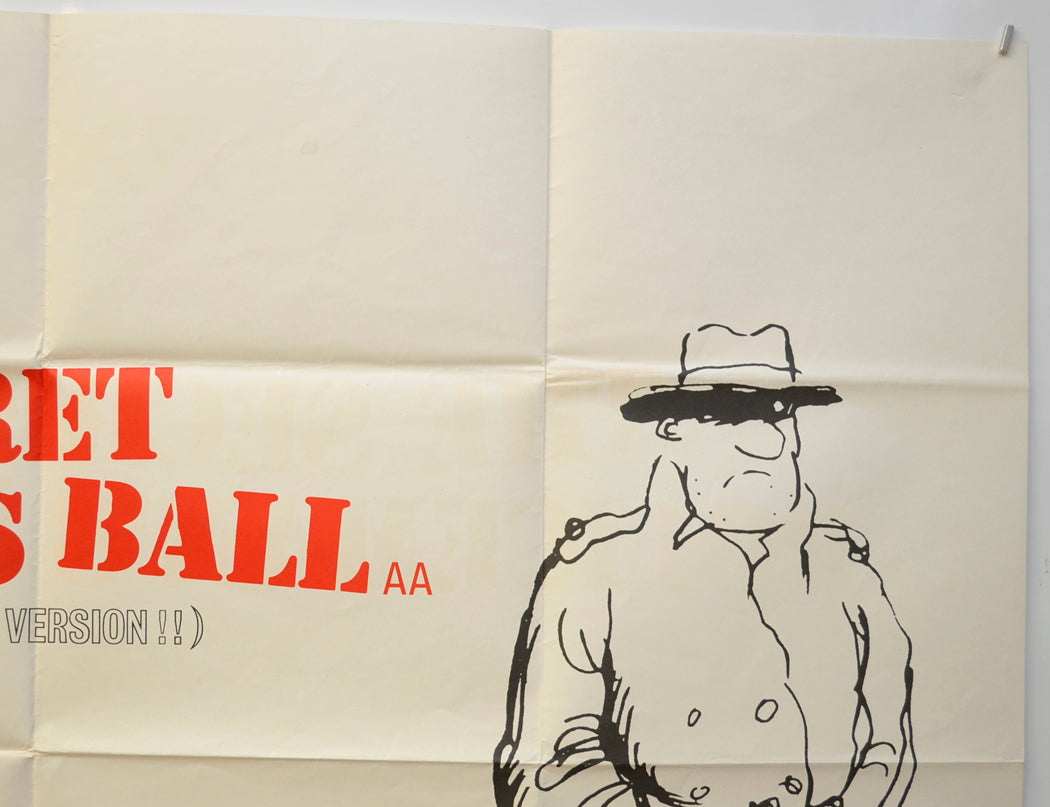 RET
S BALL AA
VERSION !!)